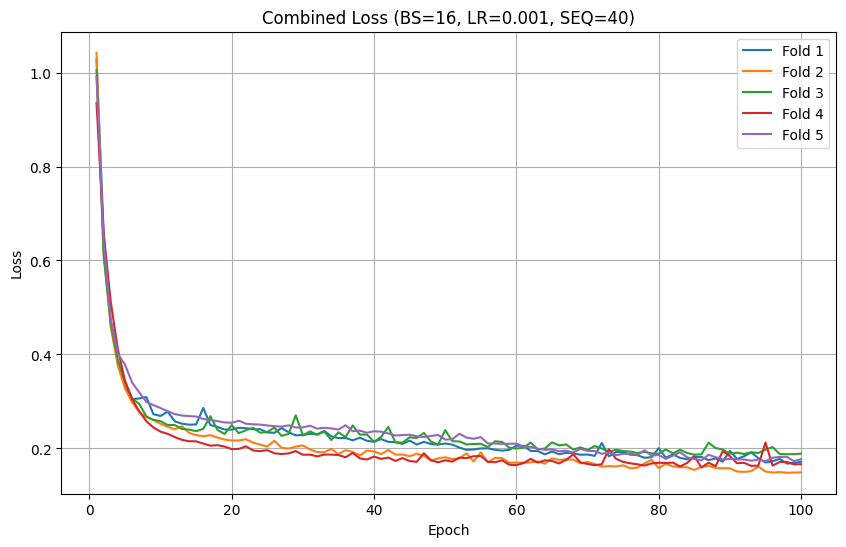 Combined Loss (BS=16, LR=0.001, SEQ=40)
Fold 1
Fold 2
Fold 3
Fold 4
Fold 5
Loss
1.0
0.8
0.6
0.4
0.2
0 20 40 60 80 100
Epoch